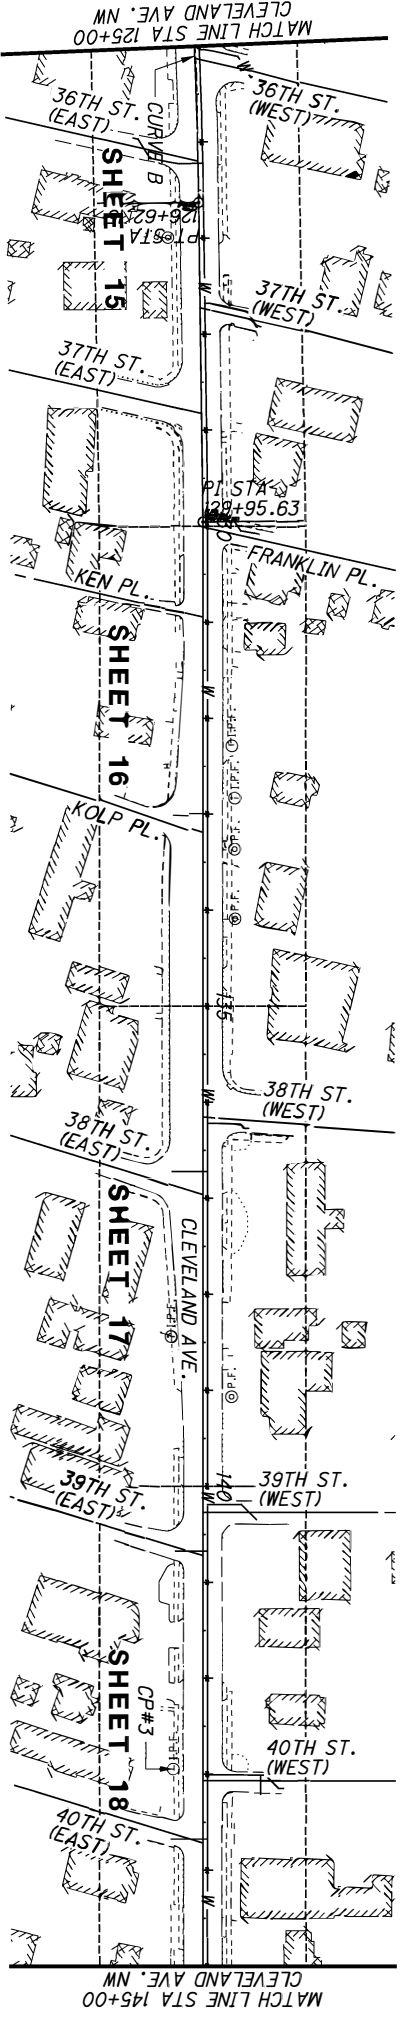 MATCH LINE STA 125+00
CLEVELAND AVE. NW
36TH ST.
(EAST)
CURVE B
36TH ST.
(WEST)
W
SHEET 15
PT STA
126+62
W
37TH ST.
(WEST)
37TH ST.
(EAST)
PI STA
129+95.63
130
FRANKLIN PL.
KEN PL.
SHEET 16
W
I.P.F.
I.P.F.
KOLP PL.
P.F.
P.F.
135
W
38TH ST.
(WEST)
38TH ST.
(EAST)
SHEET 17
CLEVELAND AVE.
I.P.F.
P.F.
140
W
39TH ST.
(WEST)
39TH ST.
(EAST)
SHEET 18
CP#3
I.P.F.
40TH ST.
(WEST)
40TH ST.
(EAST)
W
MATCH LINE STA 145+00
CLEVELAND AVE. NW